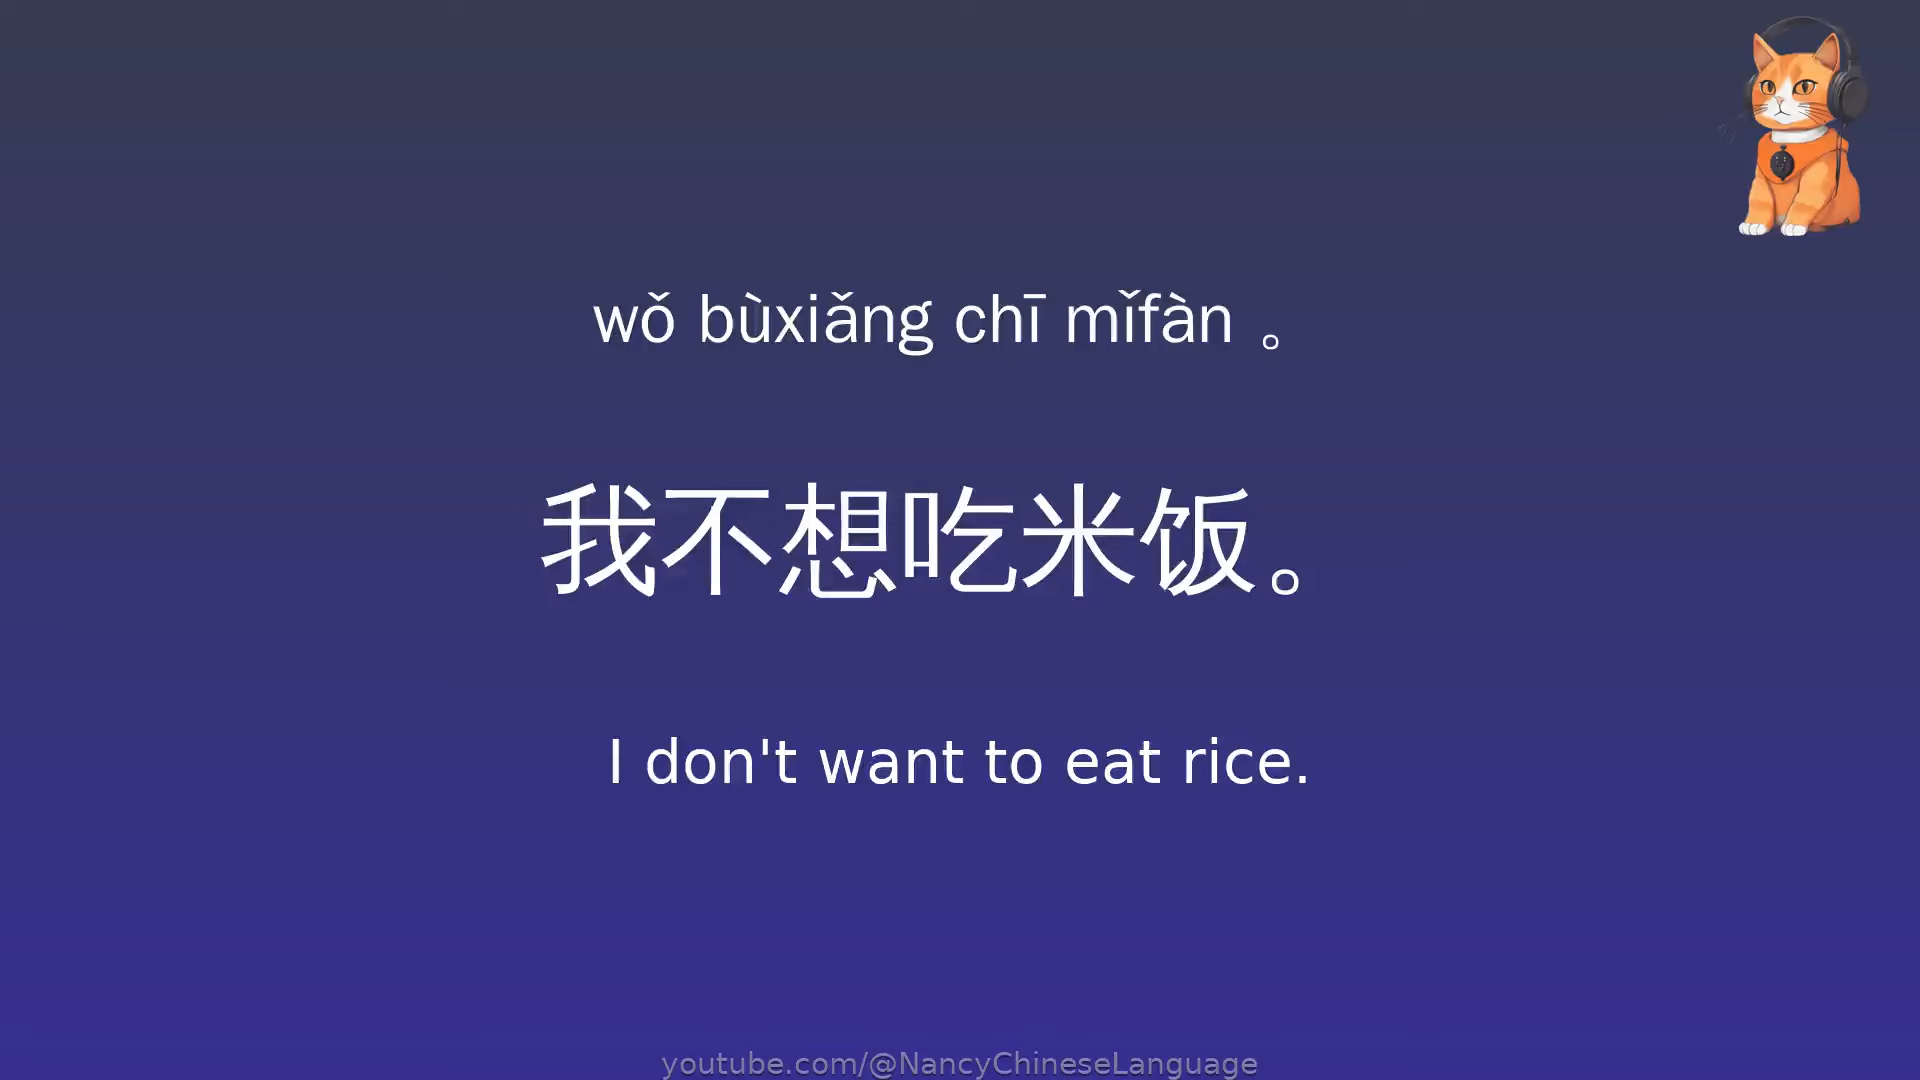 wǒ bùxiǎng chī mǐfàn 。
我不想吃米饭。
I don't want to eat rice.
youtube.com/@NancyChineseLanguage